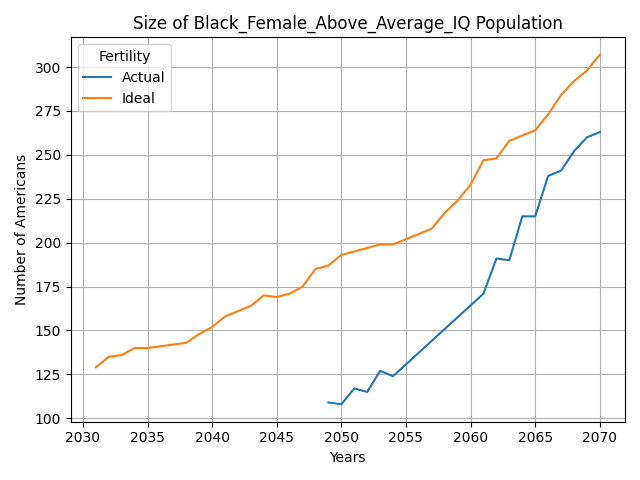 Size of Black_Female_Above_Average_IQ Population
Fertility
Actual
Ideal
Number of Americans
300
275
250
225
200
175
150
125
100
2030 2035 2040 2045 2050 2055 2060 2065 2070
Years